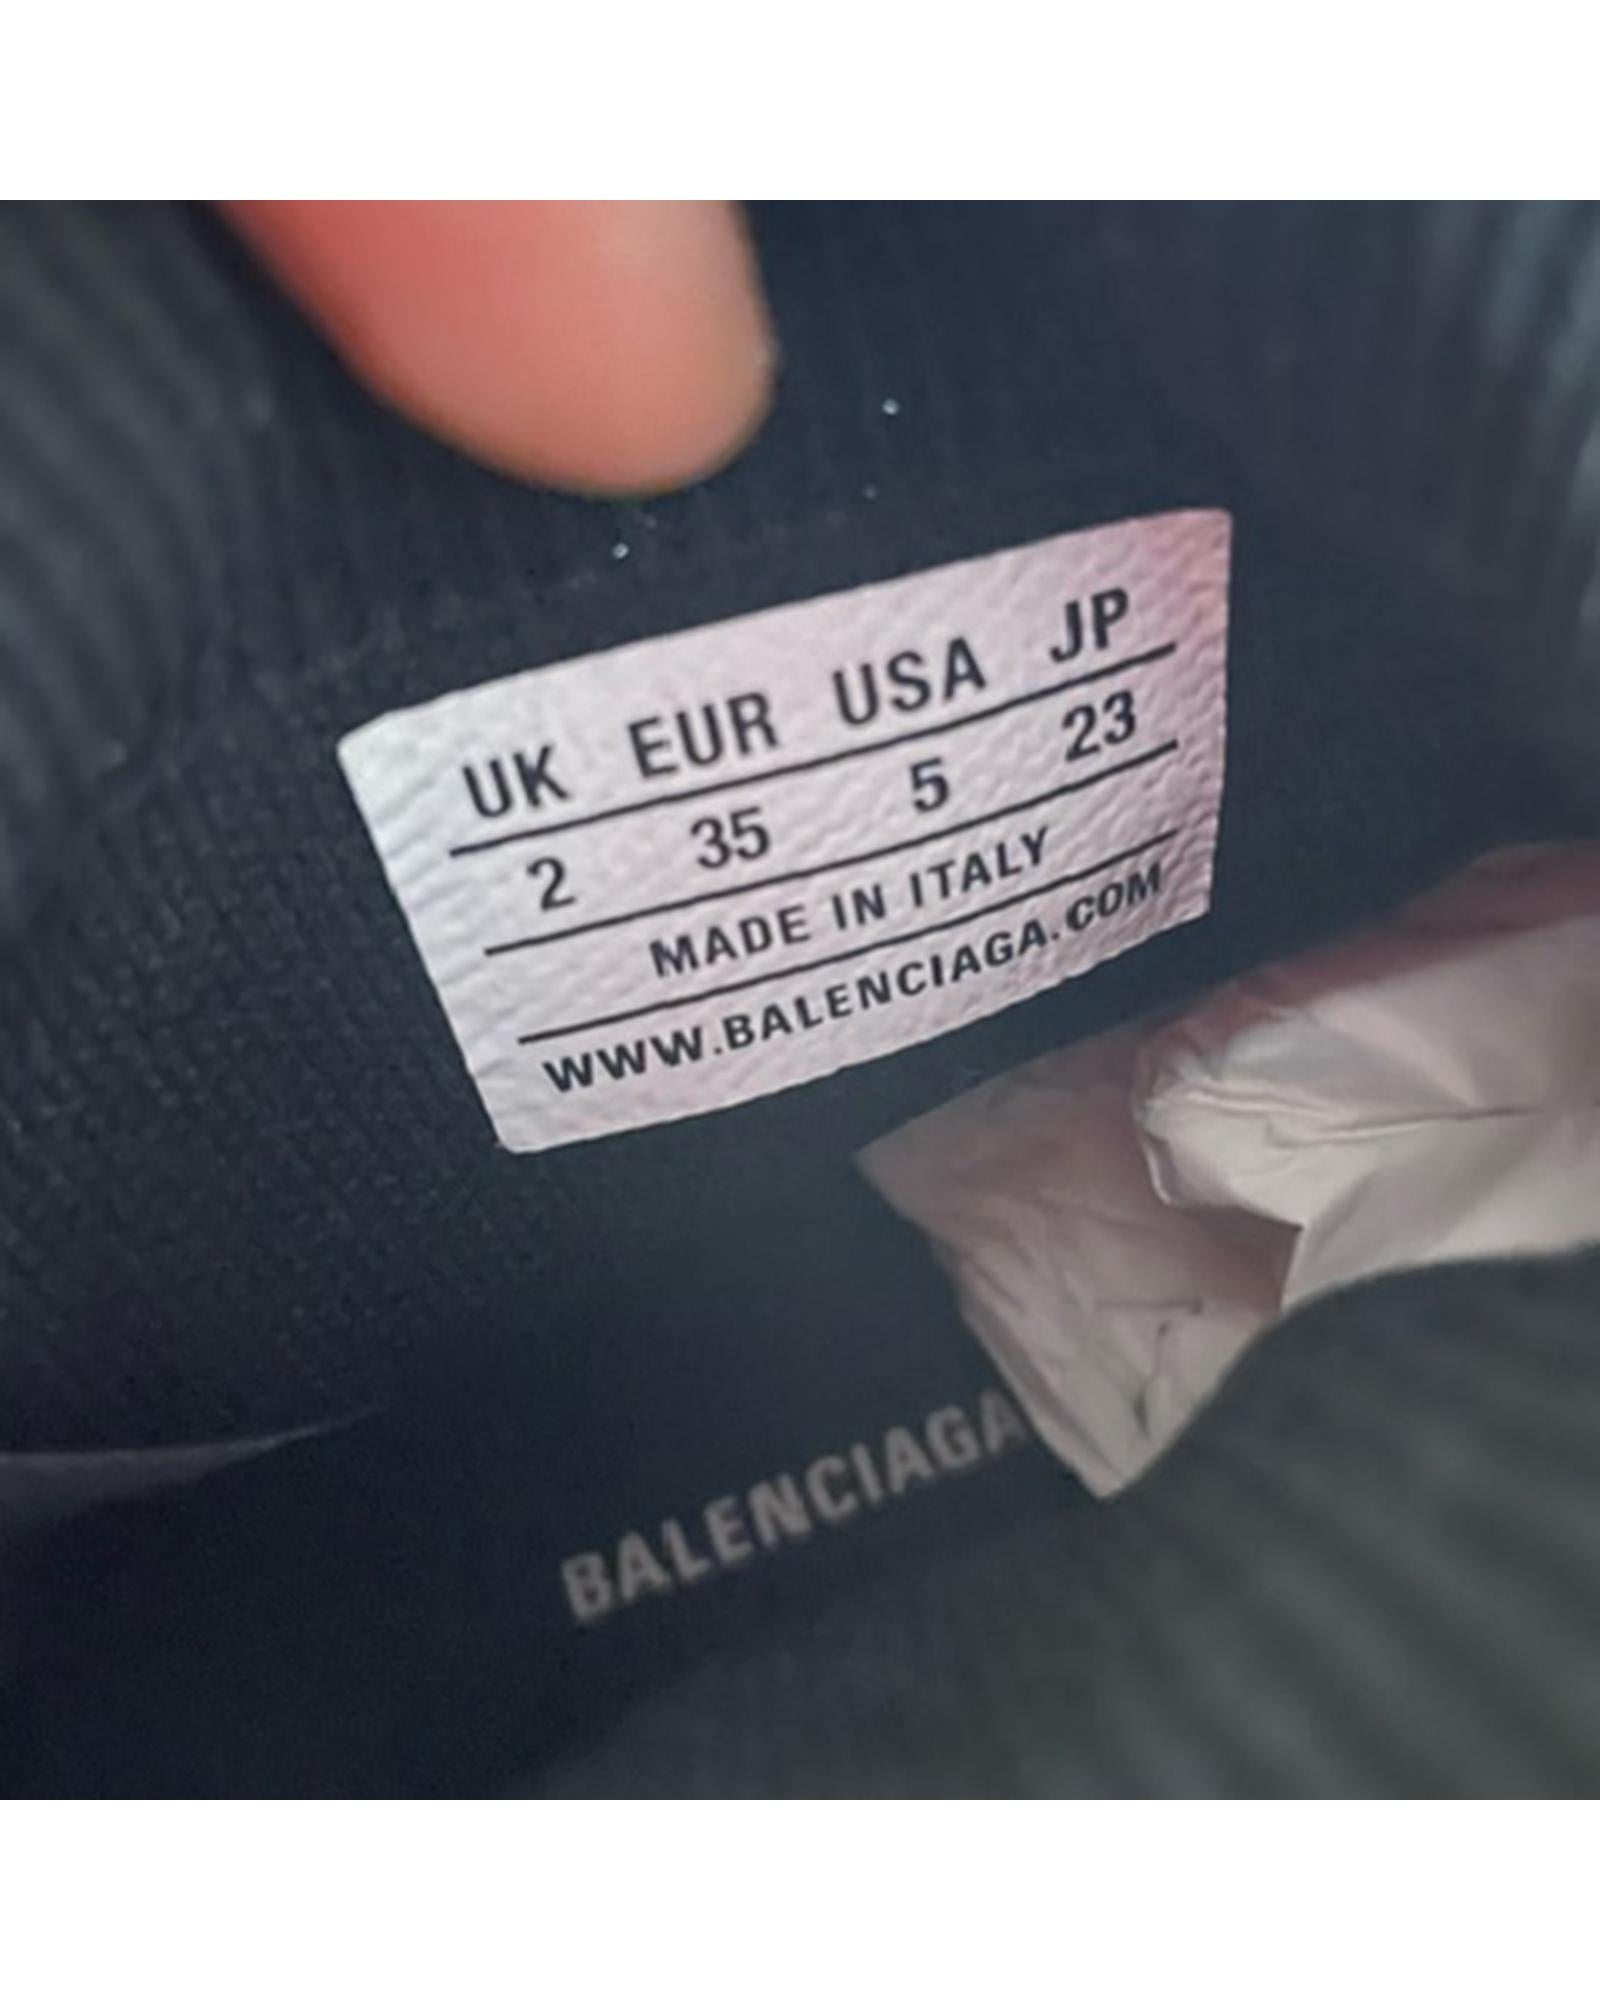 UK EUR USA JP
2 35 5 23
MADE IN ITALY
WWW.BALENCIAGA.COM
BALENCIAGA